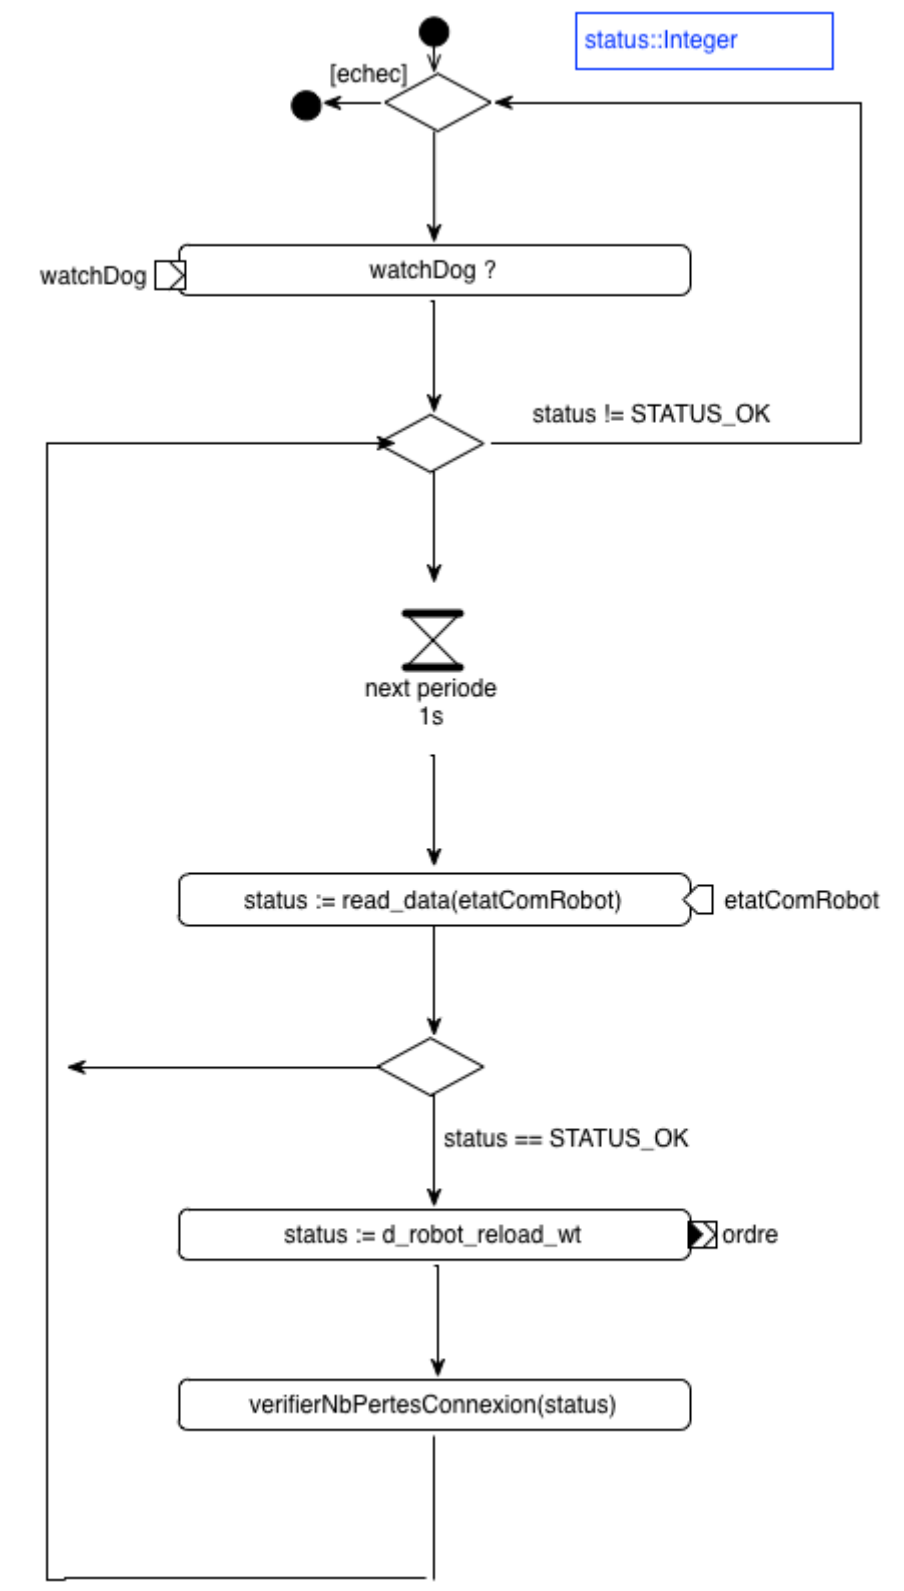 status::Integer
[echec]
watchDog
watchDog ?
status != STATUS_OK
next periode
1s
status := read_data(etatComRobot)
etatComRobot
status == STATUS_OK
status := d_robot_reload_wt
ordre
verifierNbPertesConnexion(status)